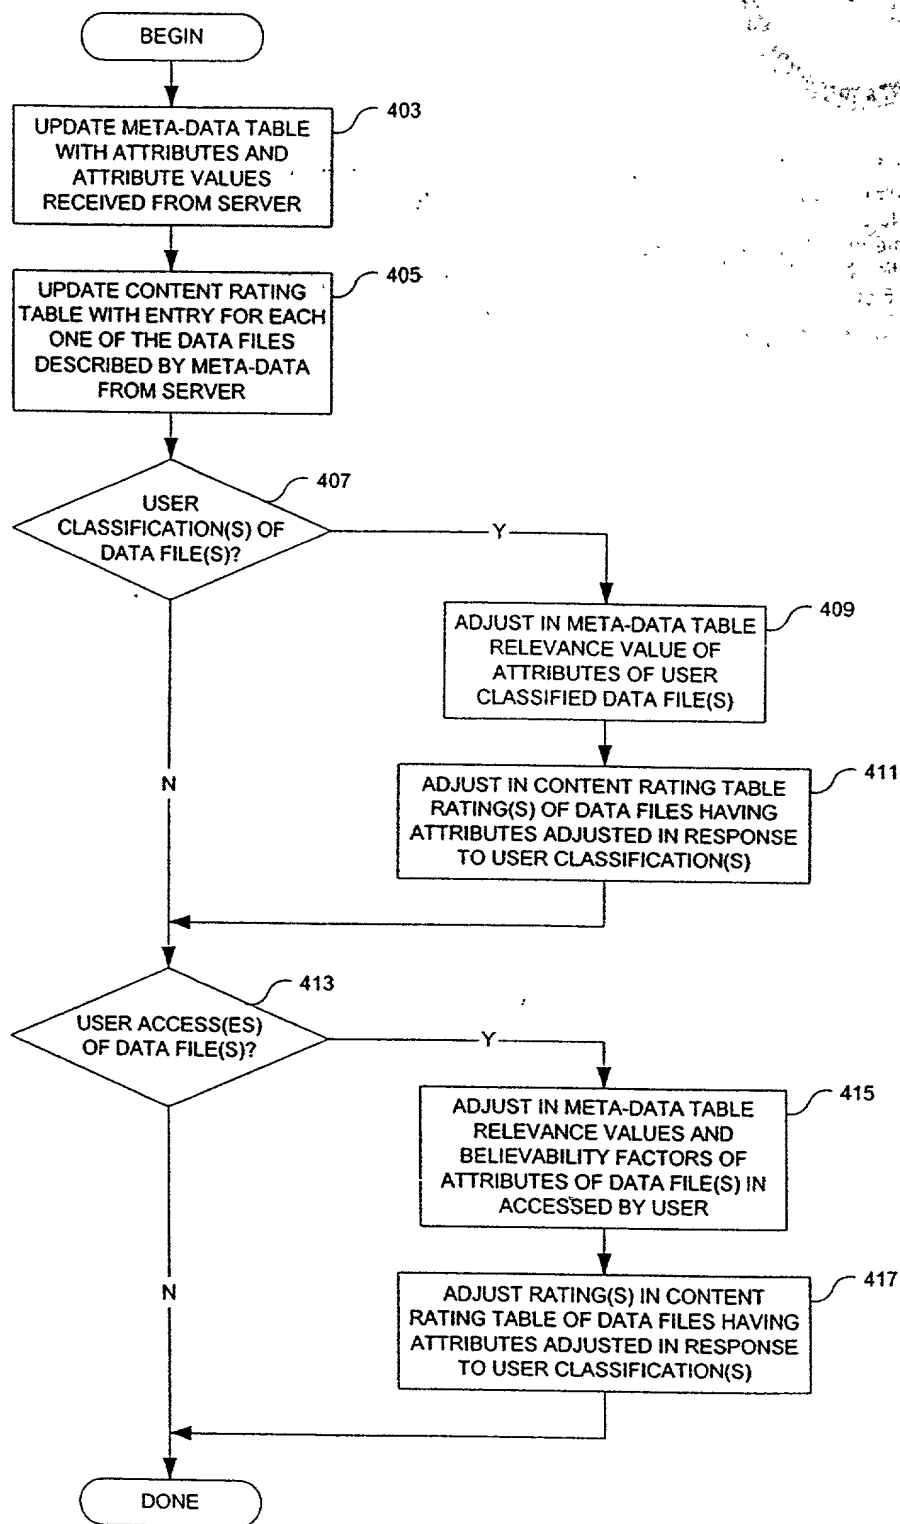 BEGIN
403
UPDATE META-DATA TABLE
WITH ATTRIBUTES AND
ATTRIBUTE VALUES
RECEIVED FROM SERVER
405
UPDATE CONTENT RATING
TABLE WITH ENTRY FOR EACH
ONE OF THE DATA FILES
DESCRIBED BY META-DATA
FROM SERVER
407
USER
CLASSIFICATION(S) OF
DATA FILE(S)?
Y
409
ADJUST IN META-DATA TABLE
RELEVANCE VALUE OF
ATTRIBUTES OF USER
CLASSIFIED DATA FILE(S)
N
411
ADJUST IN CONTENT RATING TABLE
RATING(S) OF DATA FILES HAVING
ATTRIBUTES ADJUSTED IN RESPONSE
TO USER CLASSIFICATION(S)
413
USER ACCESS(ES)
OF DATA FILE(S)?
Y
415
ADJUST IN META-DATA TABLE
RELEVANCE VALUES AND
BELIEVABILITY FACTORS OF
ATTRIBUTES OF DATA FILE(S) IN
ACCESSED BY USER
N
417
ADJUST RATING(S) IN CONTENT
RATING TABLE OF DATA FILES HAVING
ATTRIBUTES ADJUSTED IN RESPONSE
TO USER CLASSIFICATION(S)
DONE